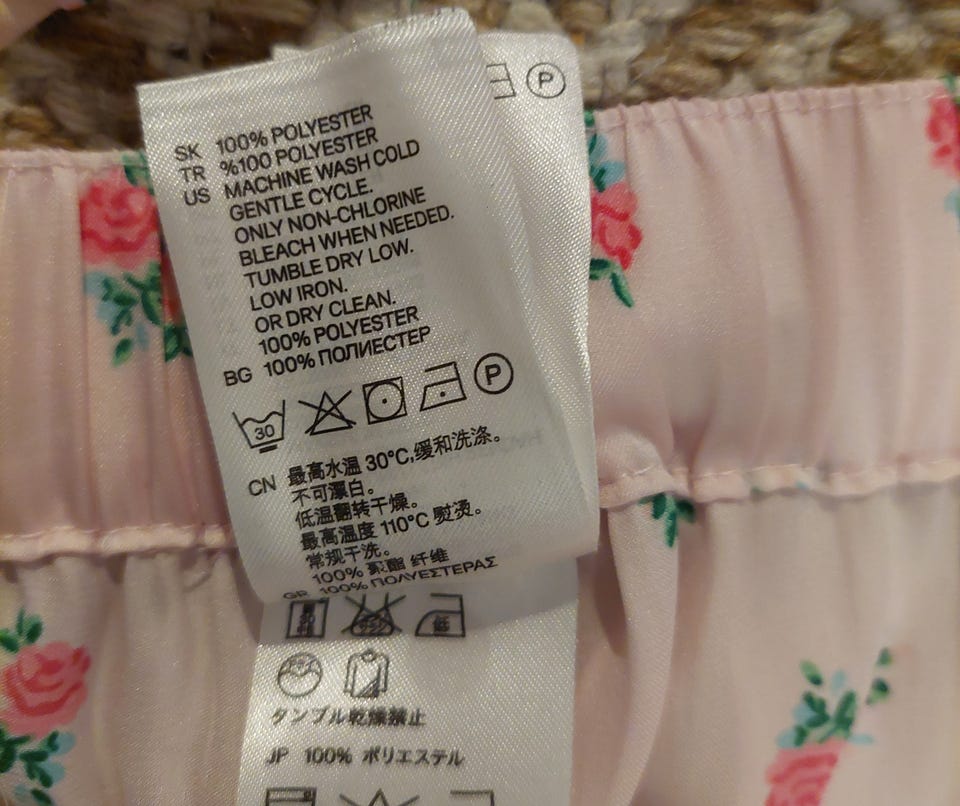 P
SK 100% POLYESTER
TR %100 POLYESTER
US MACHINE WASH COLD
GENTLE CYCLE.
ONLY NON-CHLORINE
BLEACH WHEN NEEDED.
TUMBLE DRY LOW.
LOW IRON.
OR DRY CLEAN.
100% POLYESTER
BG 100% ПОЛИЕСТЕР
30 P
CN 最高水温 30°C,缓和洗涤。
不可漂白。
低温翻转干燥。
最高温度 110°C 熨烫。
常规干洗。
100% 聚酯 纤维
GR 100% ΠΟΛΥΕΣΤΕΡΑΣ
低
タンブル乾燥禁止
JP 100% ポリエステル